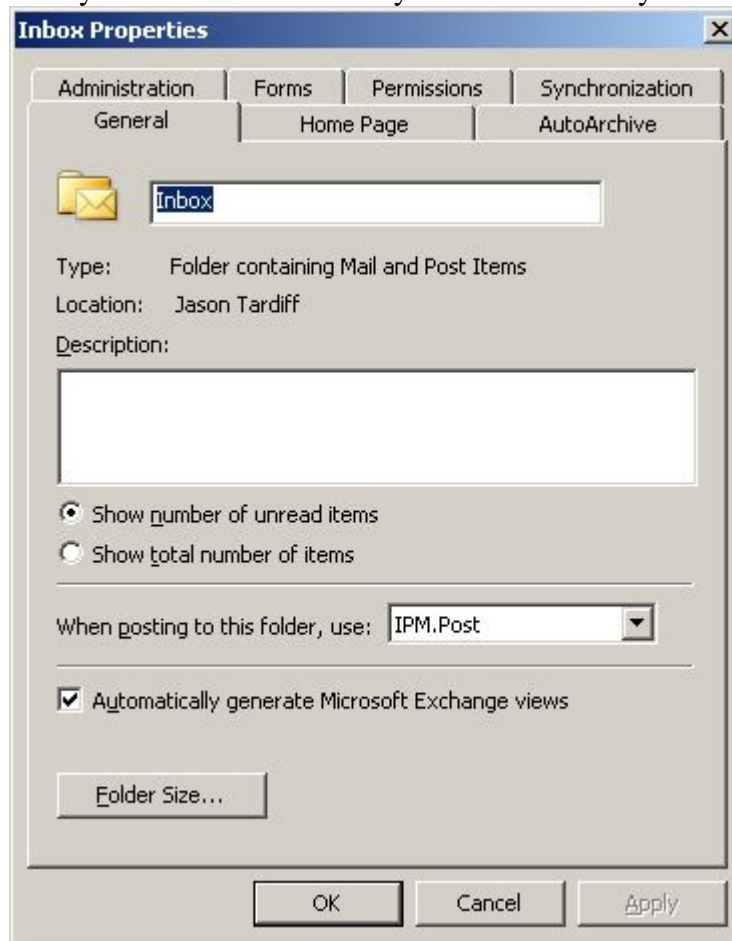 Inbox Properties
Administration Forms Permissions Synchronization
General Home Page AutoArchive
Inbox
Type: Folder containing Mail and Post Items
Location: Jason Tardiff
Description:
Show number of unread items
Show total number of items
When posting to this folder, use: IPM.Post
Automatically generate Microsoft Exchange views
Folder Size...
OK Cancel Apply